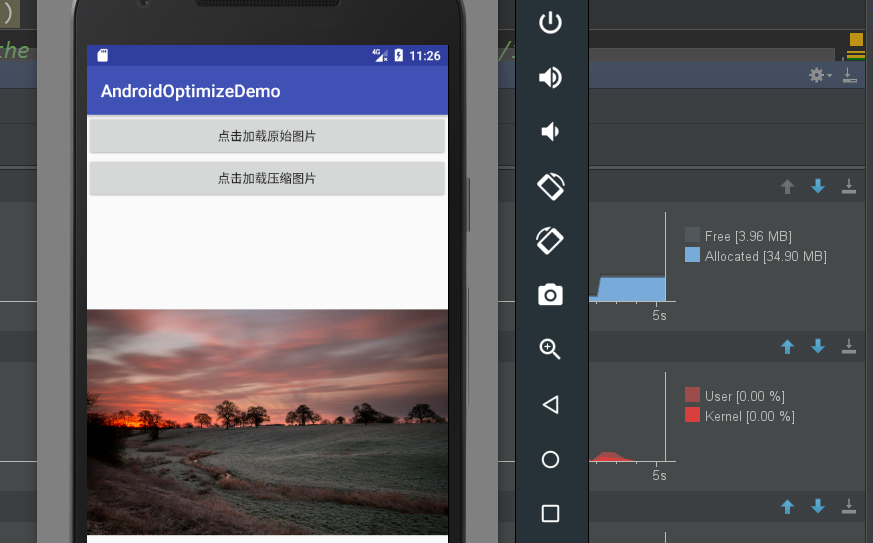 )
the
4G 11:26
AndroidOptimizeDemo
点击加载原始图片
点击加载压缩图片
Free [3.96 MB]
Allocated [34.90 MB]
5s
User [0.00 %]
Kernel [0.00 %]
5s